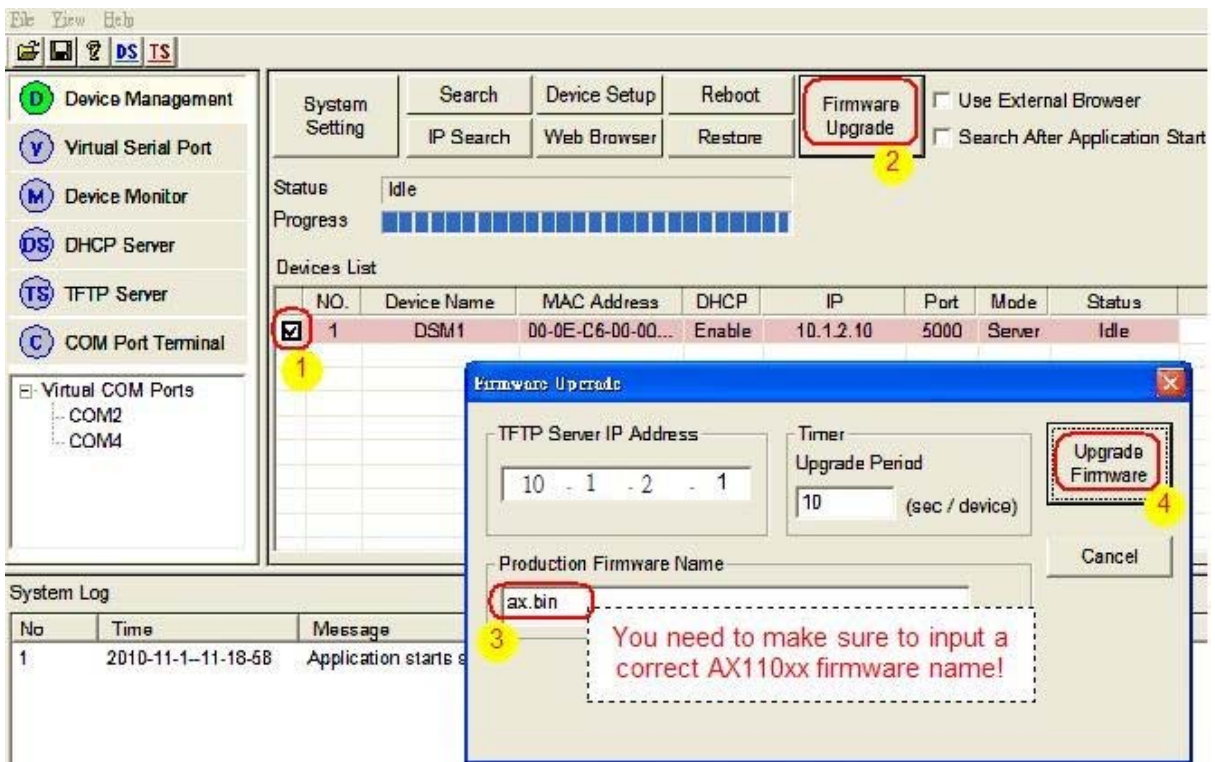 File View Help
DS TS
D Device Management
V Virtual Serial Port
M Device Monitor
DS DHCP Server
TS TFTP Server
C COM Port Terminal
Virtual COM Ports
COM2
COM4
System Setting
Search
Device Setup
Reboot
IP Search
Web Browser
Restore
Firmware Upgrade
2
Use External Browser
Search After Application Start
Status Idle
Progress
Devices List
NO. Device Name MAC Address DHCP IP Port Mode Status
1 DSM1 00-0E-C6-00-00... Enable 10.1.2.10 5000 Server Idle
1
Firmware Upgrade
TFTP Server IP Address
10 . 1 . 2 . 1
Timer
Upgrade Period
10 (sec / device)
Upgrade Firmware
4
Cancel
Production Firmware Name
ax.bin
3
You need to make sure to input a
correct AX110xx firmware name!
System Log
No Time Message
1 2010-11-1--11-18-58 Application starts s